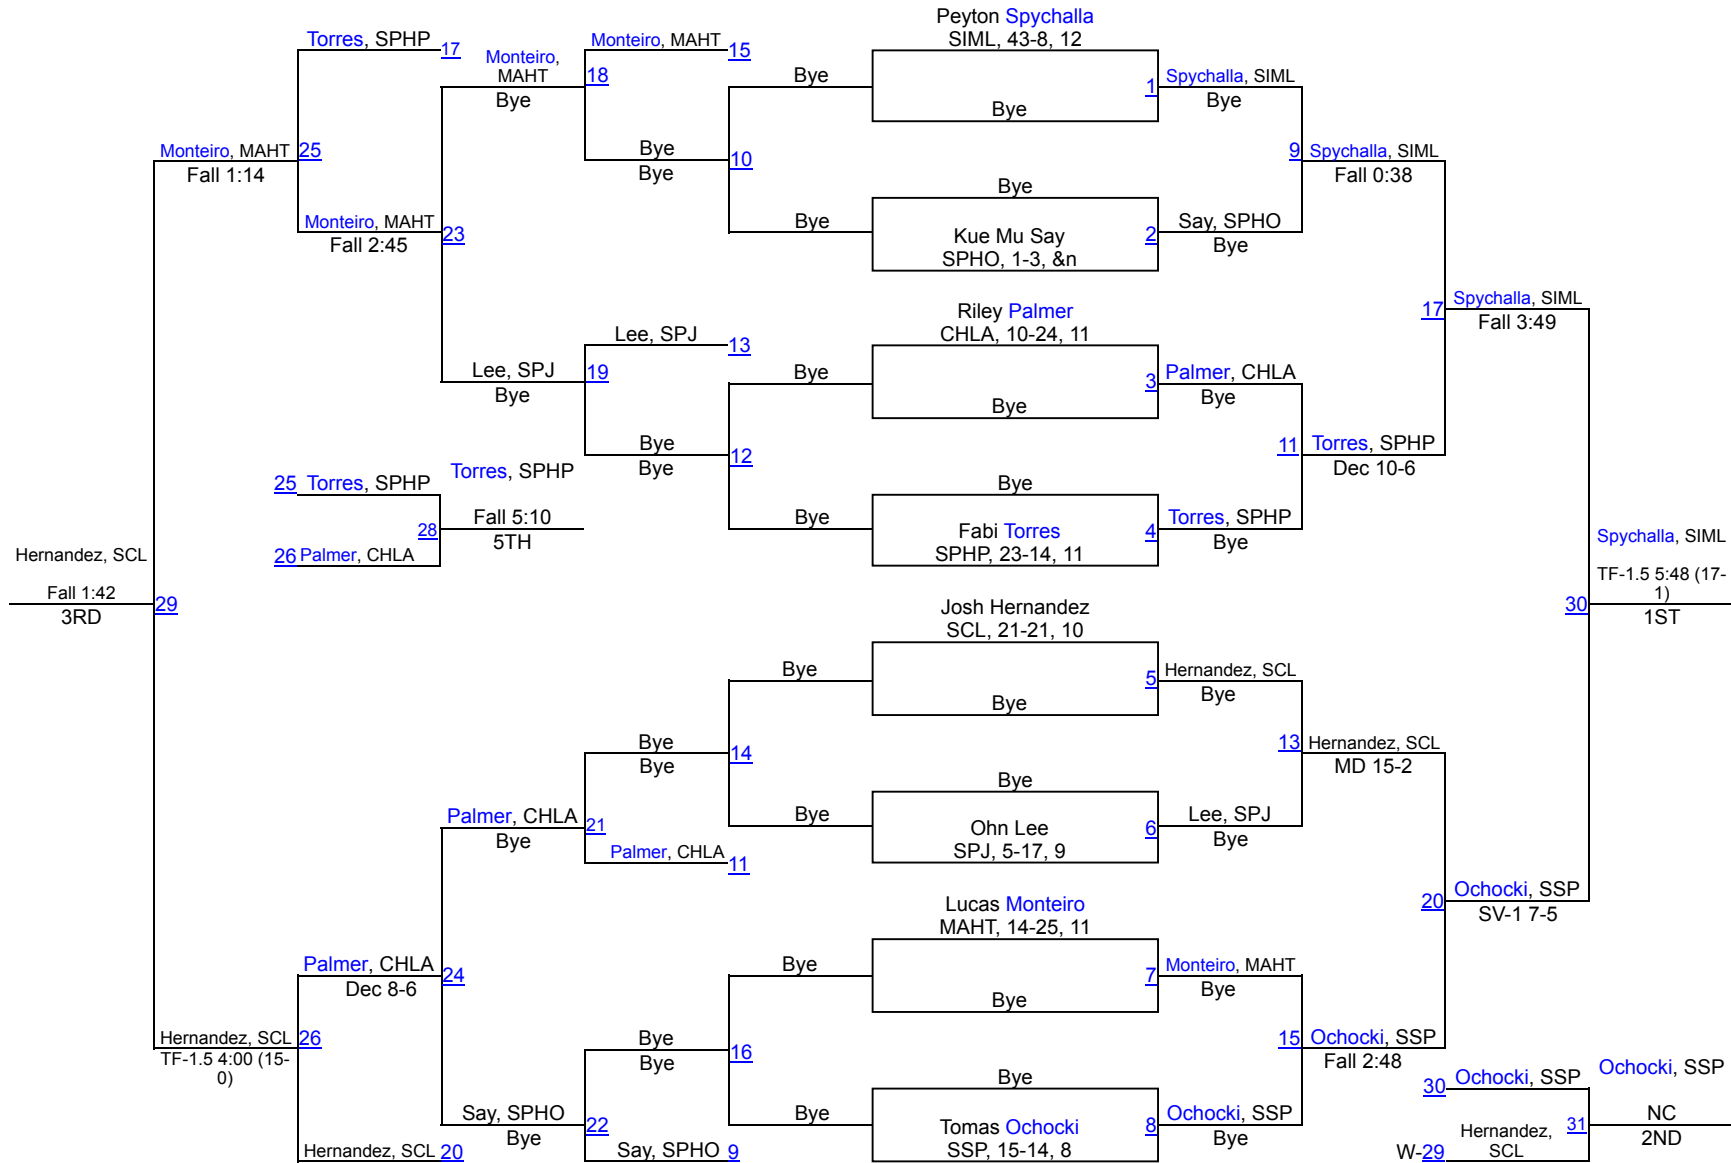 Peyton Spychalla
SIML, 43-8, 12
Torres, SPHP
17
Monteiro, MAHT
15
Monteiro,
MAHT
18
Bye
Bye
1
Spychalla, SIML
Bye
Bye
Monteiro, MAHT
25
Fall 1:14
Bye
Bye
10
9
Spychalla, SIML
Fall 0:38
Bye
Monteiro, MAHT
23
Fall 2:45
Bye
Kue Mu Say
SPHO, 1-3, &n
2
Say, SPHO
Bye
Riley Palmer
CHLA, 10-24, 11
17
Spychalla, SIML
Fall 3:49
Lee, SPJ
13
Lee, SPJ
19
Bye
Bye
3
Palmer, CHLA
Bye
Bye
Bye
Bye
12
11
Torres, SPHP
Dec 10-6
Torres, SPHP
25
Torres, SPHP
Bye
28
Fall 5:10
5TH
Bye
Fabi Torres
SPHP, 23-14, 11
4
Torres, SPHP
Bye
26
Palmer, CHLA
Hernandez, SCL
Fall 1:42
29
3RD
Spychalla, SIML
TF-1.5 5:48 (17-
1)
30
1ST
Josh Hernandez
SCL, 21-21, 10
Bye
5
Hernandez, SCL
Bye
Bye
Bye
Bye
14
13
Hernandez, SCL
MD 15-2
Bye
Palmer, CHLA
21
Bye
Bye
Ohn Lee
SPJ, 5-17, 9
6
Lee, SPJ
Bye
Palmer, CHLA
11
Lucas Monteiro
MAHT, 14-25, 11
20
Ochocki, SSP
SV-1 7-5
Palmer, CHLA
24
Dec 8-6
Bye
7
Monteiro, MAHT
Bye
Bye
Hernandez, SCL
26
TF-1.5 4:00 (15-
0)
Bye
Bye
16
15
Ochocki, SSP
Fall 2:48
Bye
30
Ochocki, SSP
Ochocki, SSP
Say, SPHO
22
Bye
Bye
Tomas Ochocki
SSP, 15-14, 8
8
Ochocki, SSP
Bye
31
NC
2ND
Hernandez, SCL
20
Say, SPHO
9
W-29
Hernandez,
SCL